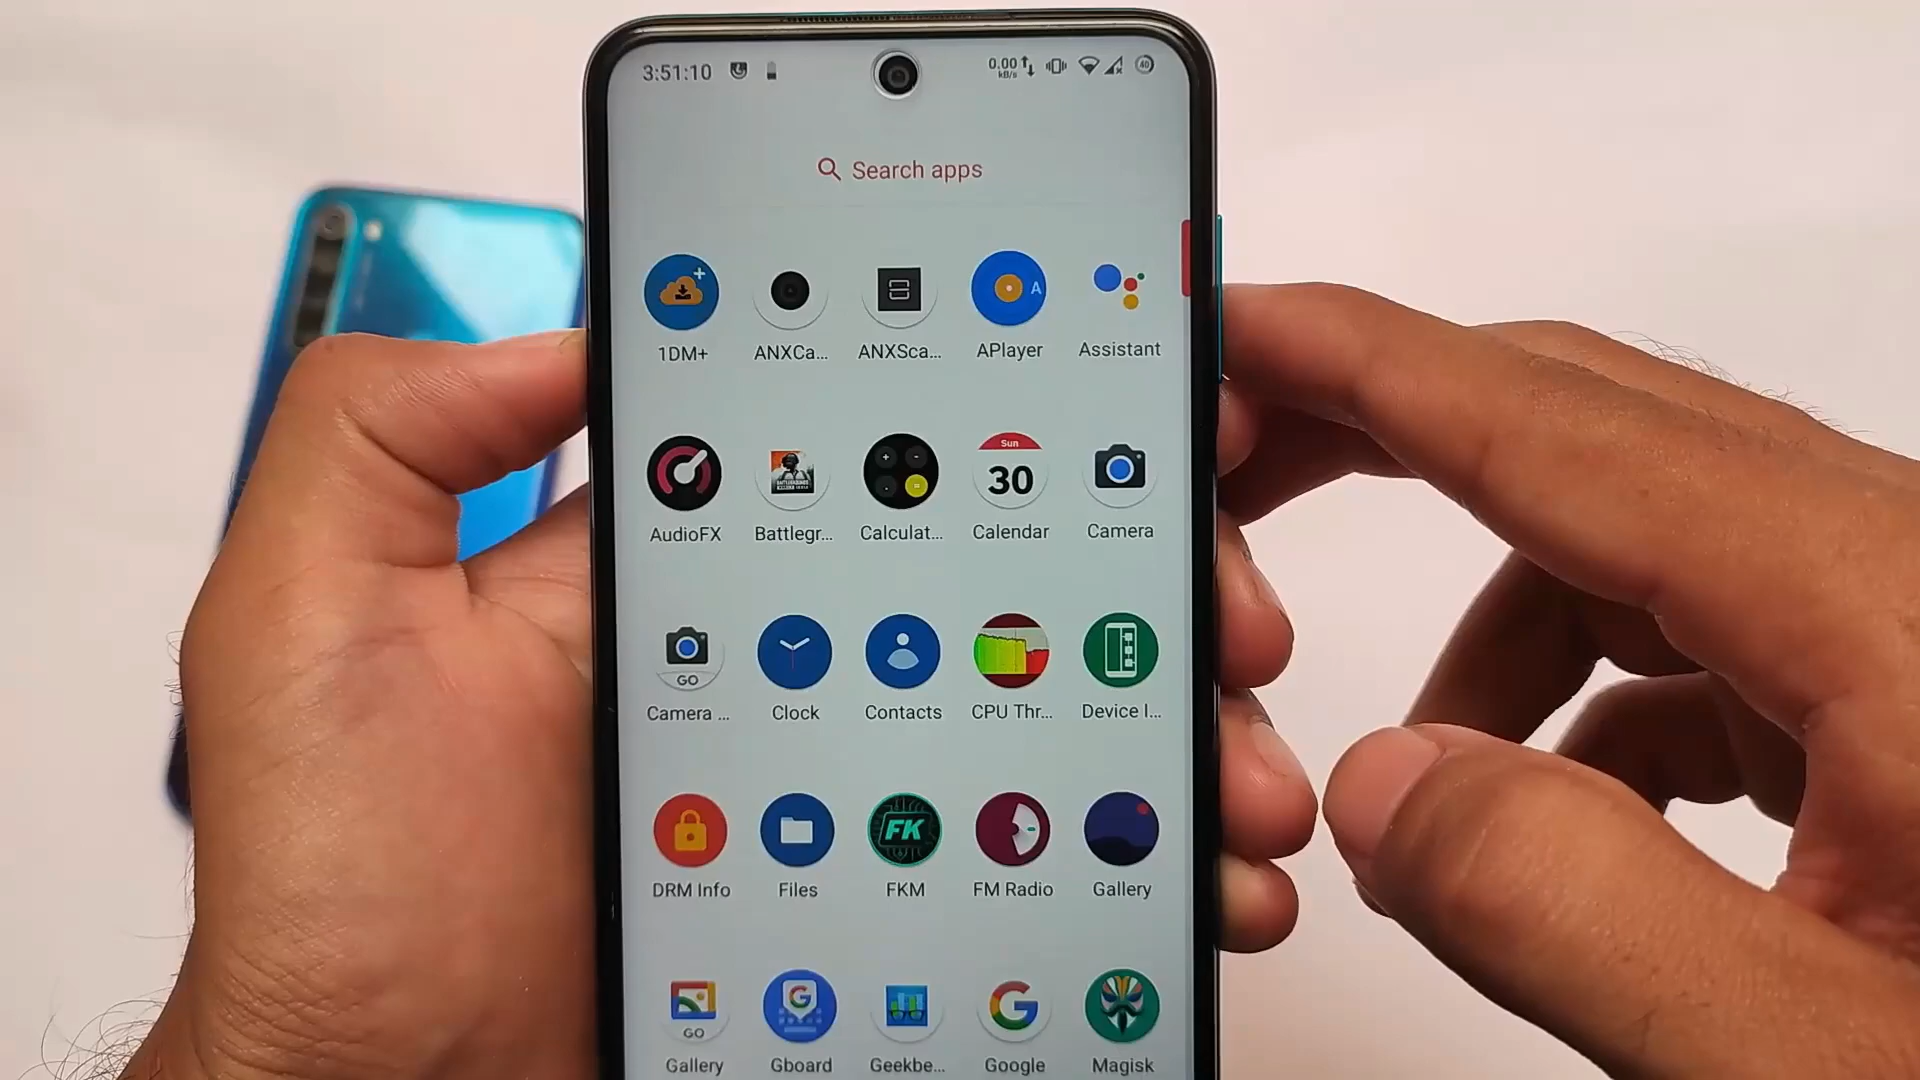 3:51:10
0.00
kB/s
40
Search apps
1DM+ ANXCa... ANXSca... APlayer Assistant
A
Sun
30
AudioFX Battlegr... Calculat... Calendar Camera
GO
Camera ... Clock Contacts CPU Thr... Device I...
FK
DRM Info Files FKM FM Radio Gallery
GO
Gallery Gboard Geekbe... Google Magisk